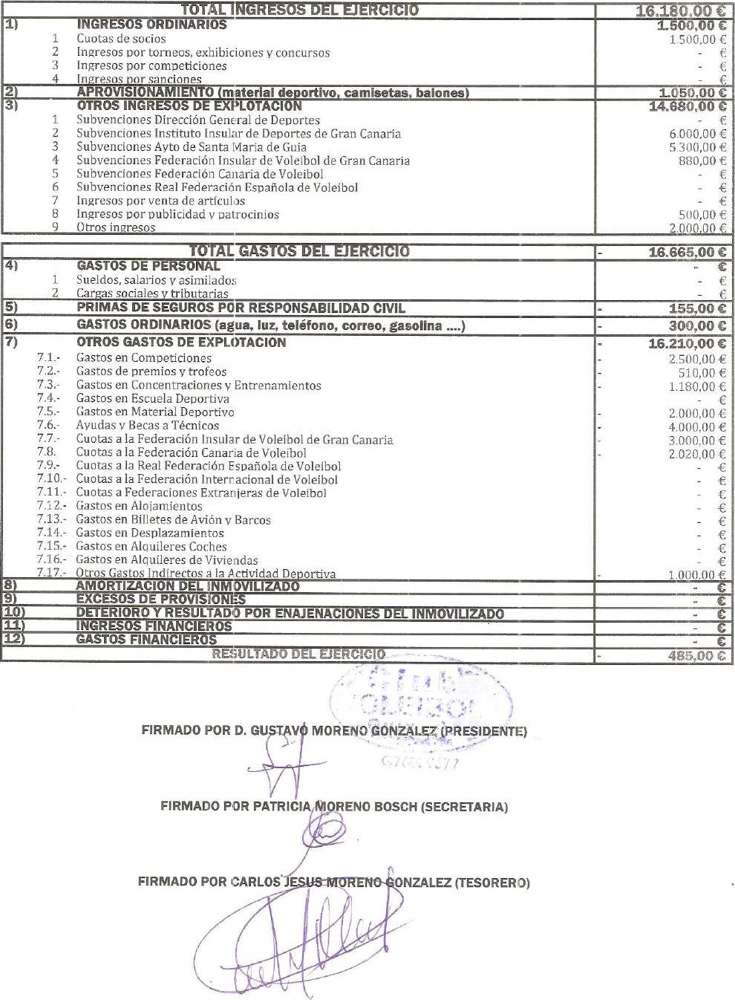 TOTAL INGRESOS DEL EJERCICIO 16.180,00 €
1) INGRESOS ORDINARIOS 1.500,00 €
1 Cuotas de socios 1.500,00 €
2 Ingresos por torneos, exhibiciones y concursos - €
3 Ingresos por competiciones - €
4 Ingresos por sanciones - €
2) APROVISIONAMIENTO (material deportivo, camisetas, balones) 1.050,00 €
3) OTROS INGRESOS DE EXPLOTACION 14.680,00 €
1 Subvenciones Dirección General de Deportes - €
2 Subvenciones Instituto Insular de Deportes de Gran Canaria 6.000,00 €
3 Subvenciones Ayto de Santa Maria de Guia 5.300,00 €
4 Subvenciones Federación Insular de Voleibol de Gran Canaria 880,00 €
5 Subvenciones Federación Canaria de Voleibol - €
6 Subvenciones Real Federación Española de Voleibol - €
7 Ingresos por venta de artículos - €
8 Ingresos por publicidad y patrocinios 500,00 €
9 Otros ingresos 2.000,00 €
TOTAL GASTOS DEL EJERCICIO - 16.665,00 €
4) GASTOS DE PERSONAL - €
1 Sueldos, salarios y asimilados - €
2 Cargas sociales y tributarias - €
5) PRIMAS DE SEGUROS POR RESPONSABILIDAD CIVIL - 155,00 €
6) GASTOS ORDINARIOS (agua, luz, teléfono, correo, gasolina ....) - 300,00 €
7) OTROS GASTOS DE EXPLOTACION - 16.210,00 €
7.1.- Gastos en Competiciones - 2.500,00 €
7.2.- Gastos de premios y trofeos - 510,00 €
7.3.- Gastos en Concentraciones y Entrenamientos - 1.180,00 €
7.4.- Gastos en Escuela Deportiva - €
7.5.- Gastos en Material Deportivo - 2.000,00 €
7.6.- Ayudas y Becas a Técnicos - 4.000,00 €
7.7.- Cuotas a la Federación Insular de Voleibol de Gran Canaria - 3.000,00 €
7.8. Cuotas a la Federación Canaria de Voleibol - 2.020,00 €
7.9.- Cuotas a la Real Federación Española de Voleibol - €
7.10.- Cuotas a la Federación Internacional de Voleibol - €
7.11.- Cuotas a Federaciones Extranjeras de Voleibol - €
7.12.- Gastos en Alojamientos - €
7.13.- Gastos en Billetes de Avión y Barcos - €
7.14.- Gastos en Desplazamientos - €
7.15.- Gastos en Alquileres Coches - €
7.16.- Gastos en Alquileres de Viviendas - €
7.17.- Otros Gastos Indirectos a la Actividad Deportiva - 1.000,00 €
8) AMORTIZACION DEL INMOVILIZADO - €
9) EXCESOS DE PROVISIONES - €
10) DETERIORO Y RESULTADO POR ENAJENACIONES DEL INMOVILIZADO - €
11) INGRESOS FINANCIEROS - €
12) GASTOS FINANCIEROS - €
RESULTADO DEL EJERCICIO - 485,00 €
Club
VOLEIBOL
FIRMADO POR D. GUSTAVO MORENO GONZALEZ (PRESIDENTE)
FIRMADO POR PATRICIA MORENO BOSCH (SECRETARIA)
FIRMADO POR CARLOS JESUS MORENO GONZALEZ (TESORERO)